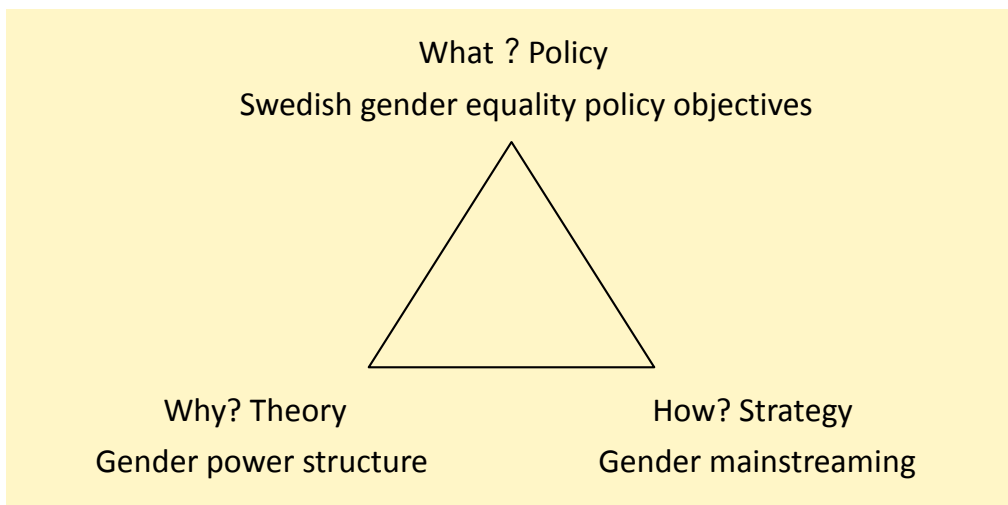 What ? Policy
Swedish gender equality policy objectives
Why? Theory
Gender power structure
How? Strategy
Gender mainstreaming